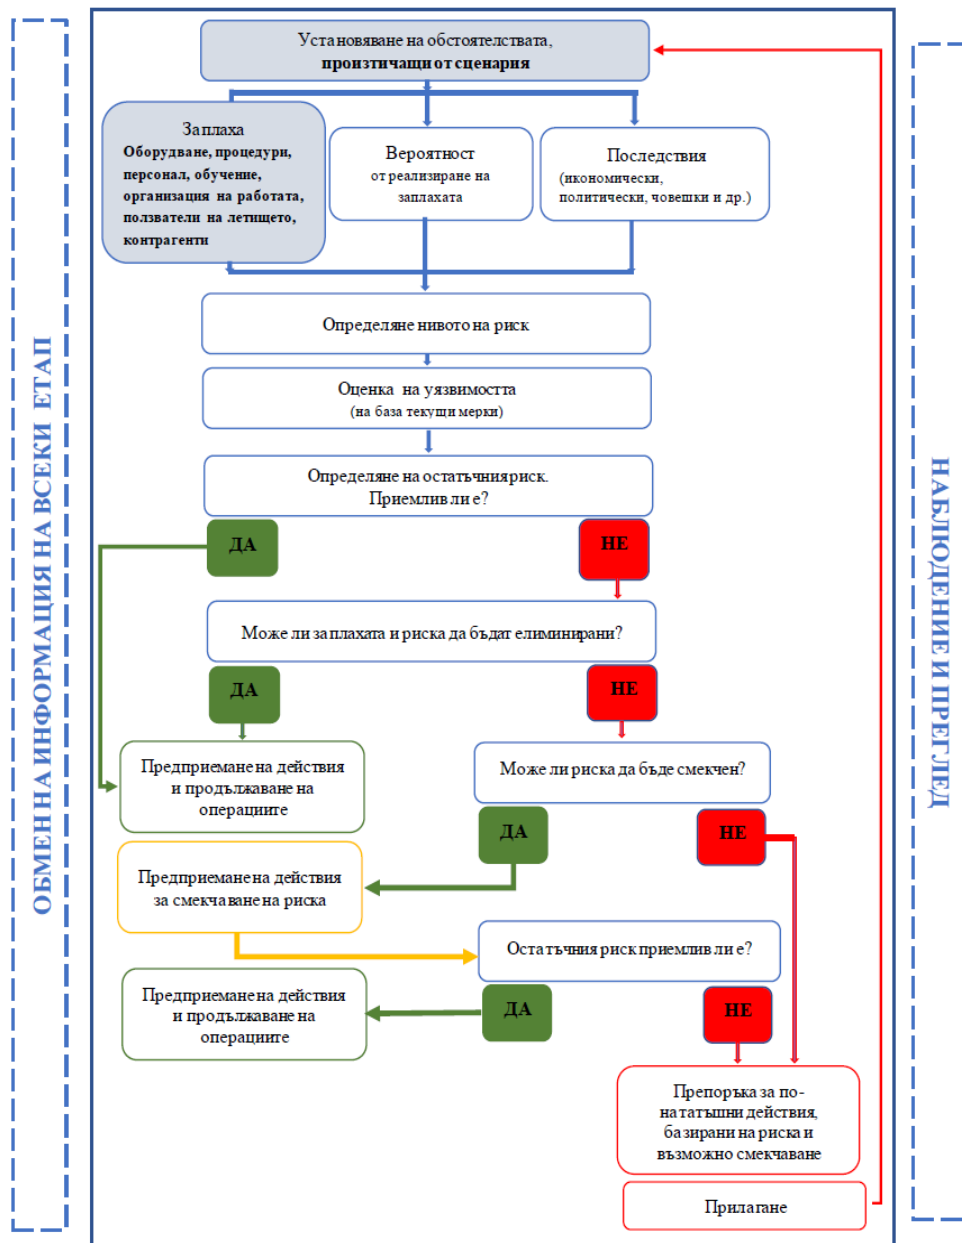 ОБМЕН НА ИНФОРМАЦИЯ НА ВСЕКИ ЕТАП
Установяване на обстоятелствата,
произтичащи от сценария
Заплаха
Оборудване, процедури,
персонал, обучение,
организация на работата,
ползватели на летището,
контрагенти
Вероятност
от реализиране на
заплахата
Последствия
(икономически,
политически, човешки и др.)
Определяне нивото на риск
Оценка на уязвимостта
(на база текущи мерки)
Определяне на остатъчния риск.
Приемлив ли е?
ДА
НЕ
Може ли заплахата и риска да бъдат елиминирани?
ДА
НЕ
Предприемане на действия
и продължаване на
операциите
Може ли риска да бъде смекчен?
ДА
НЕ
Предприемане на действия
за смекчаване на риска
Остатъчния риск приемлив ли е?
Предприемане на действия
и продължаване на
операциите
ДА
НЕ
Препоръка за по-
нататъшни действия,
базирани на риска и
възможно смекчаване
Прилагане
НАБЛЮДЕНИЕ И ПРЕГЛЕД